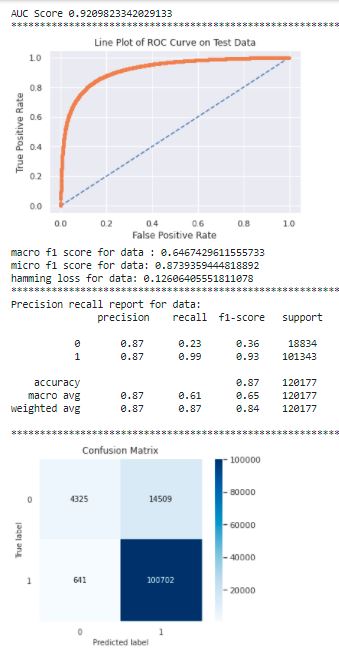 AUC Score 0.9209823342029133
******************************************************
Line Plot of ROC Curve on Test Data
True Positive Rate
1.0
0.8
0.6
0.4
0.2
0.0
0.0 0.2 0.4 0.6 0.8 1.0
False Positive Rate
macro f1 score for data : 0.6467429611555733
micro f1 score for data: 0.8739359444818892
hamming loss for data: 0.12606405551811078
******************************************************
Precision recall report for data:
precision recall f1-score support
0 0.87 0.23 0.36 18834
1 0.87 0.99 0.93 101343
accuracy 0.87 120177
macro avg 0.87 0.61 0.65 120177
weighted avg 0.87 0.87 0.84 120177
******************************************************
Confusion Matrix
True label
0 4325 14509
1 641 100702
0 1
Predicted label
100000
80000
60000
40000
20000